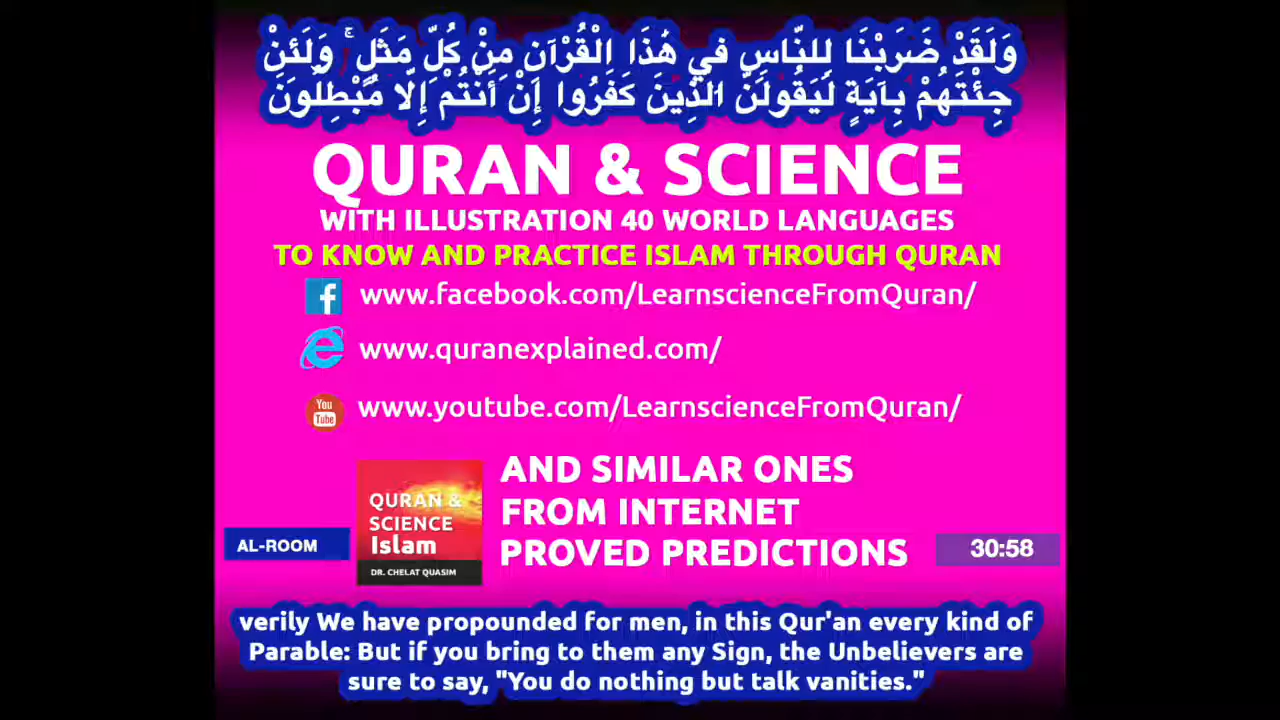 وَلَقَدْ ضَرَبْنَا لِلنَّاسِ فِي هَٰذَا الْقُرْآنِ مِنْ كُلِّ مَثَلٍ ۚ وَلَئِنْ
جِئْتَهُمْ بِآيَةٍ لَيَقُولَنَّ الَّذِينَ كَفَرُوا إِنْ أَنْتُمْ إِلَّا مُبْطِلُونَ
QURAN & SCIENCE
WITH ILLUSTRATION 40 WORLD LANGUAGES
TO KNOW AND PRACTICE ISLAM THROUGH QURAN
f www.facebook.com/LearnscienceFromQuran/
www.quranexplained.com/
You
Tube
www.youtube.com/LearnscienceFromQuran/
AND SIMILAR ONES
FROM INTERNET
PROVED PREDICTIONS
QURAN &
SCIENCE
Islam
DR. CHELAT QUASIM
AL-ROOM
30:58
verily We have propounded for men, in this Qur'an every kind of
Parable: But if you bring to them any Sign, the Unbelievers are
sure to say, "You do nothing but talk vanities."